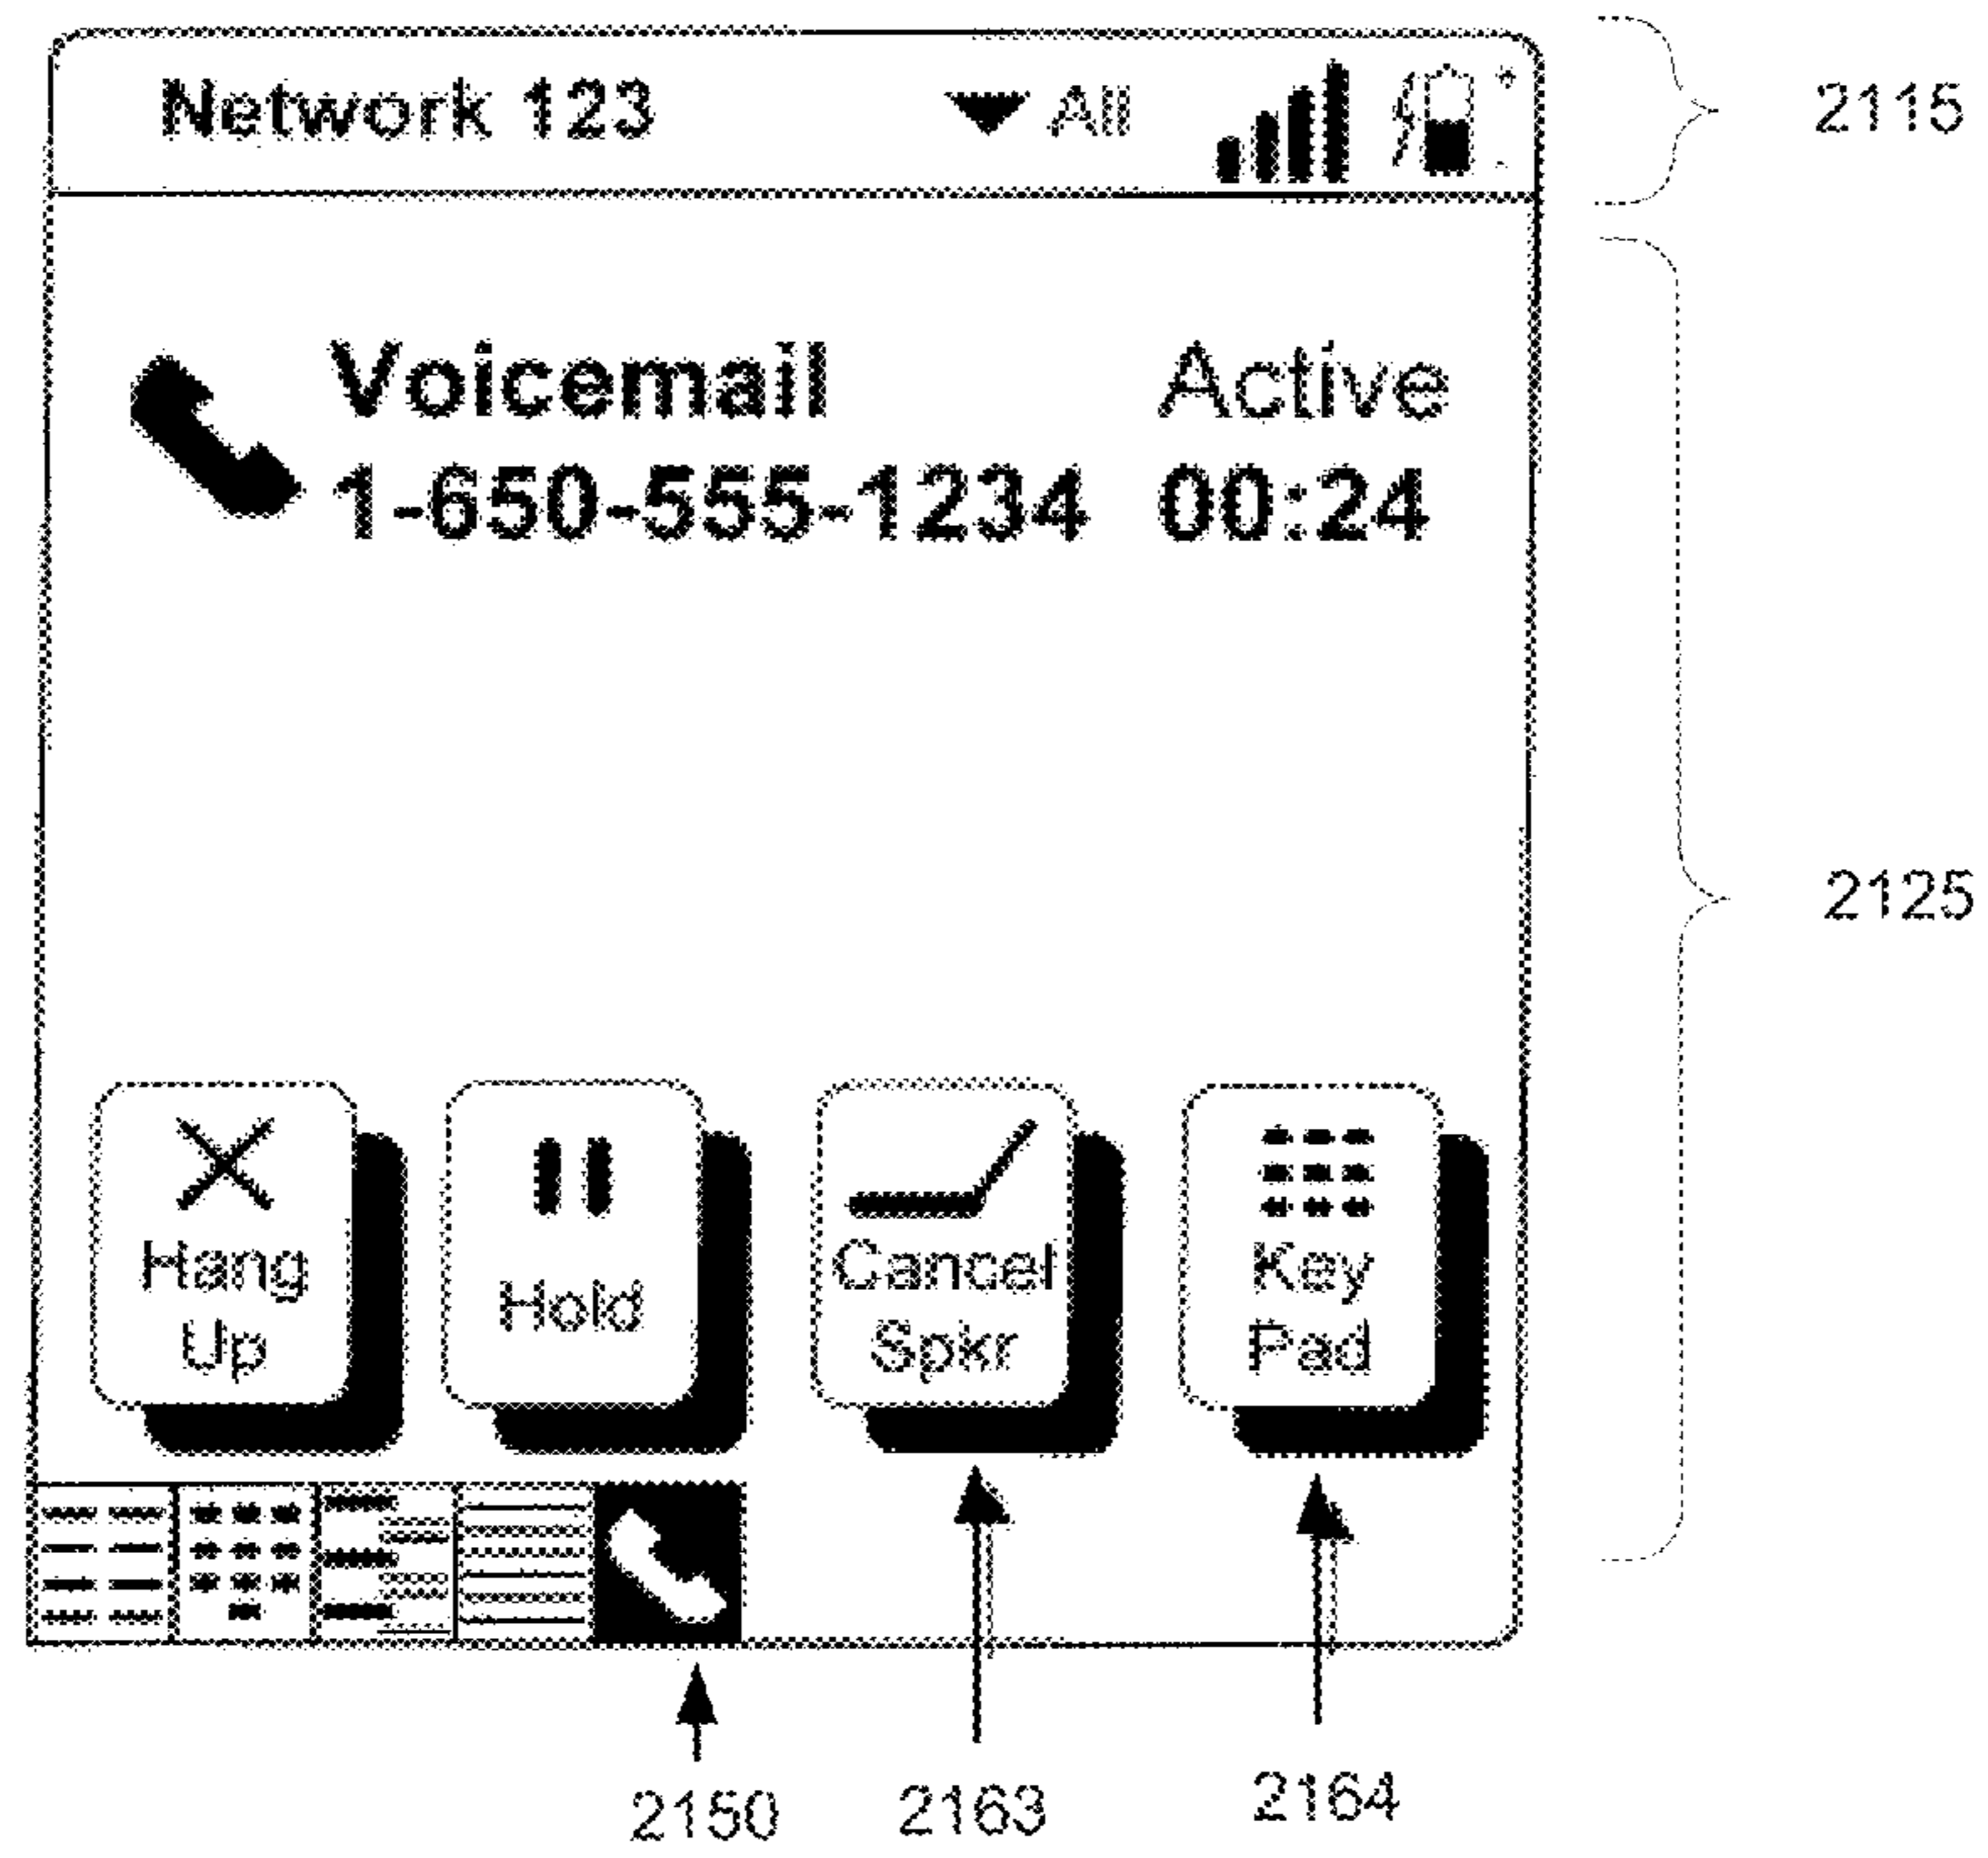 Network 123 All
2115
Voicemail Active
1-650-555-1234 00:24
2125
Hang Up
Hold
Cancel Spkr
Key Pad
2150
2163
2164